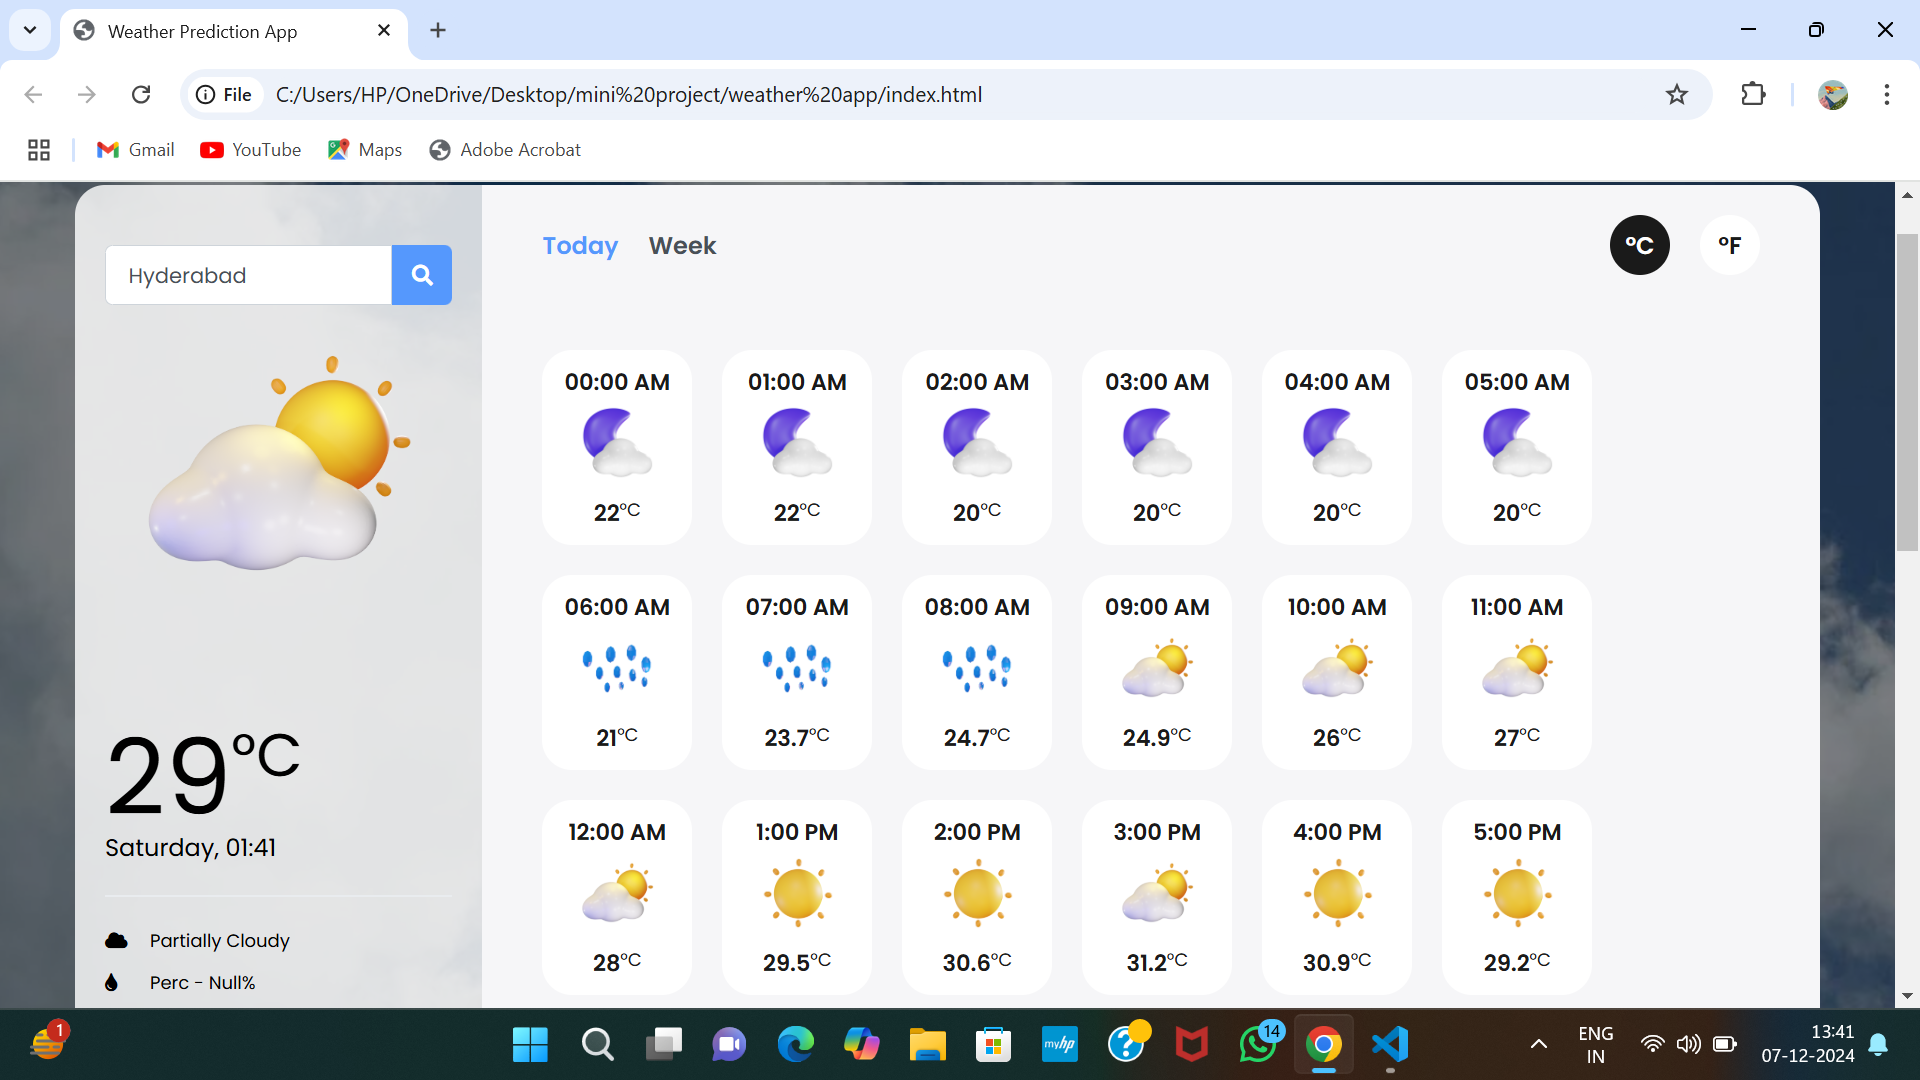 Weather Prediction App
File C:/Users/HP/OneDrive/Desktop/mini%20project/weather%20app/index.html
Gmail YouTube Maps Adobe Acrobat
Hyderabad
29°C
Saturday, 01:41
Partially Cloudy
Perc - Null%
Today Week °C °F
00:00 AM 01:00 AM 02:00 AM 03:00 AM 04:00 AM 05:00 AM
22°C 22°C 20°C 20°C 20°C 20°C
06:00 AM 07:00 AM 08:00 AM 09:00 AM 10:00 AM 11:00 AM
21°C 23.7°C 24.7°C 24.9°C 26°C 27°C
12:00 AM 1:00 PM 2:00 PM 3:00 PM 4:00 PM 5:00 PM
28°C 29.5°C 30.6°C 31.2°C 30.9°C 29.2°C
1
myhp
14
ENG
IN
13:41
07-12-2024